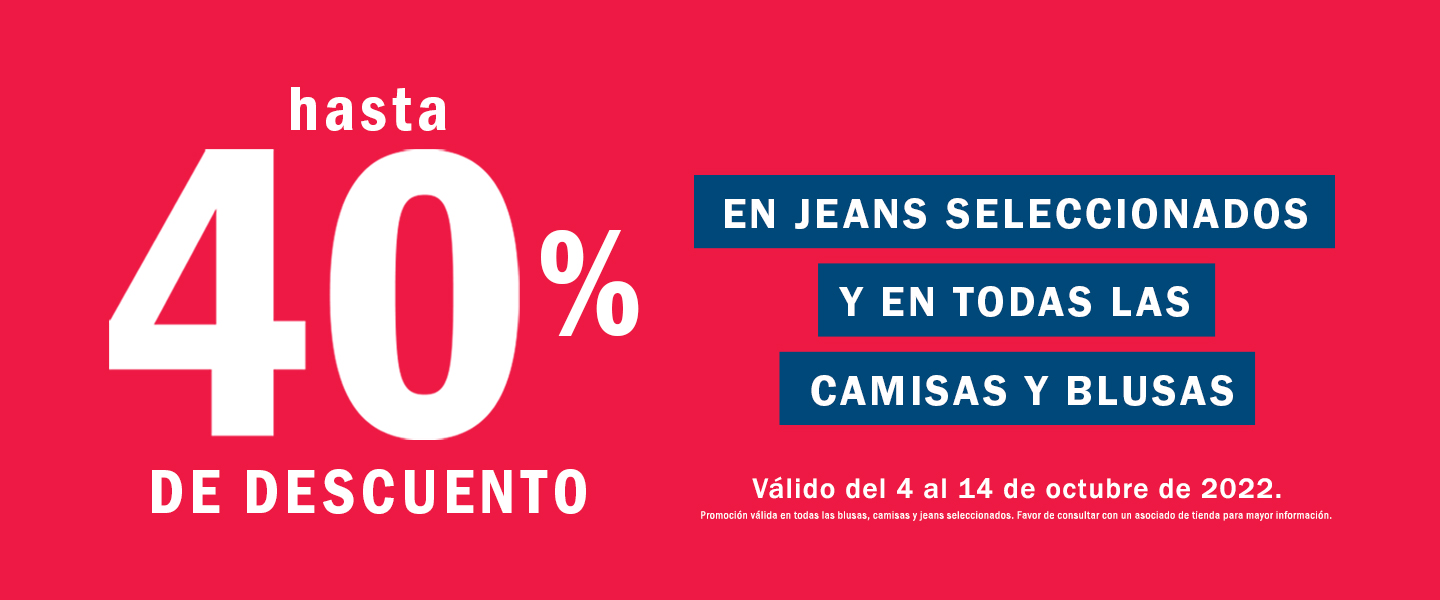 hasta
40%
DE DESCUENTO
EN JEANS SELECCIONADOS
Y EN TODAS LAS
CAMISAS Y BLUSAS
Válido del 4 al 14 de octubre de 2022.
Promoción válida en todas las blusas, camisas y jeans seleccionados. Favor de consultar con un asociado de tienda para mayor información.